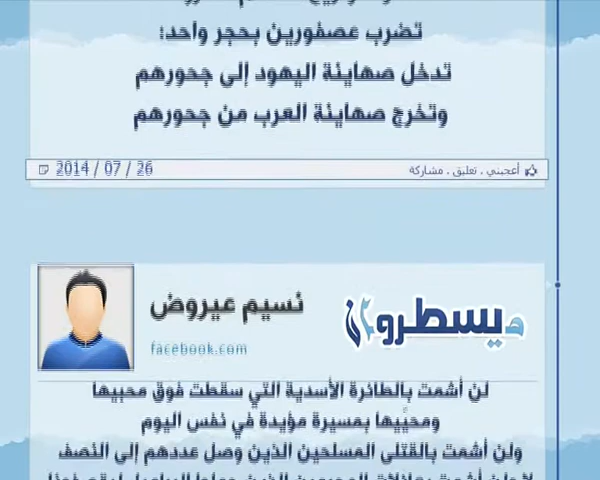 تضرب عصفورين بحجر واحد؛
تدخل صهاينة اليهود إلى جحورهم
وتخرج صهاينة العرب من جحورهم
2014 / 07 / 26
أعجبني ، تعليق ، مشاركة
نسيم عيروض
facebook.com
لن أشمت بالطائرة الأسدية التي سقطت فوق محبيها
ومحبّيها بمسيرة مؤيدة في نفس اليوم
ولن أشمت بالقتلى المسلحين الذين وصل عددهم إلى النصف